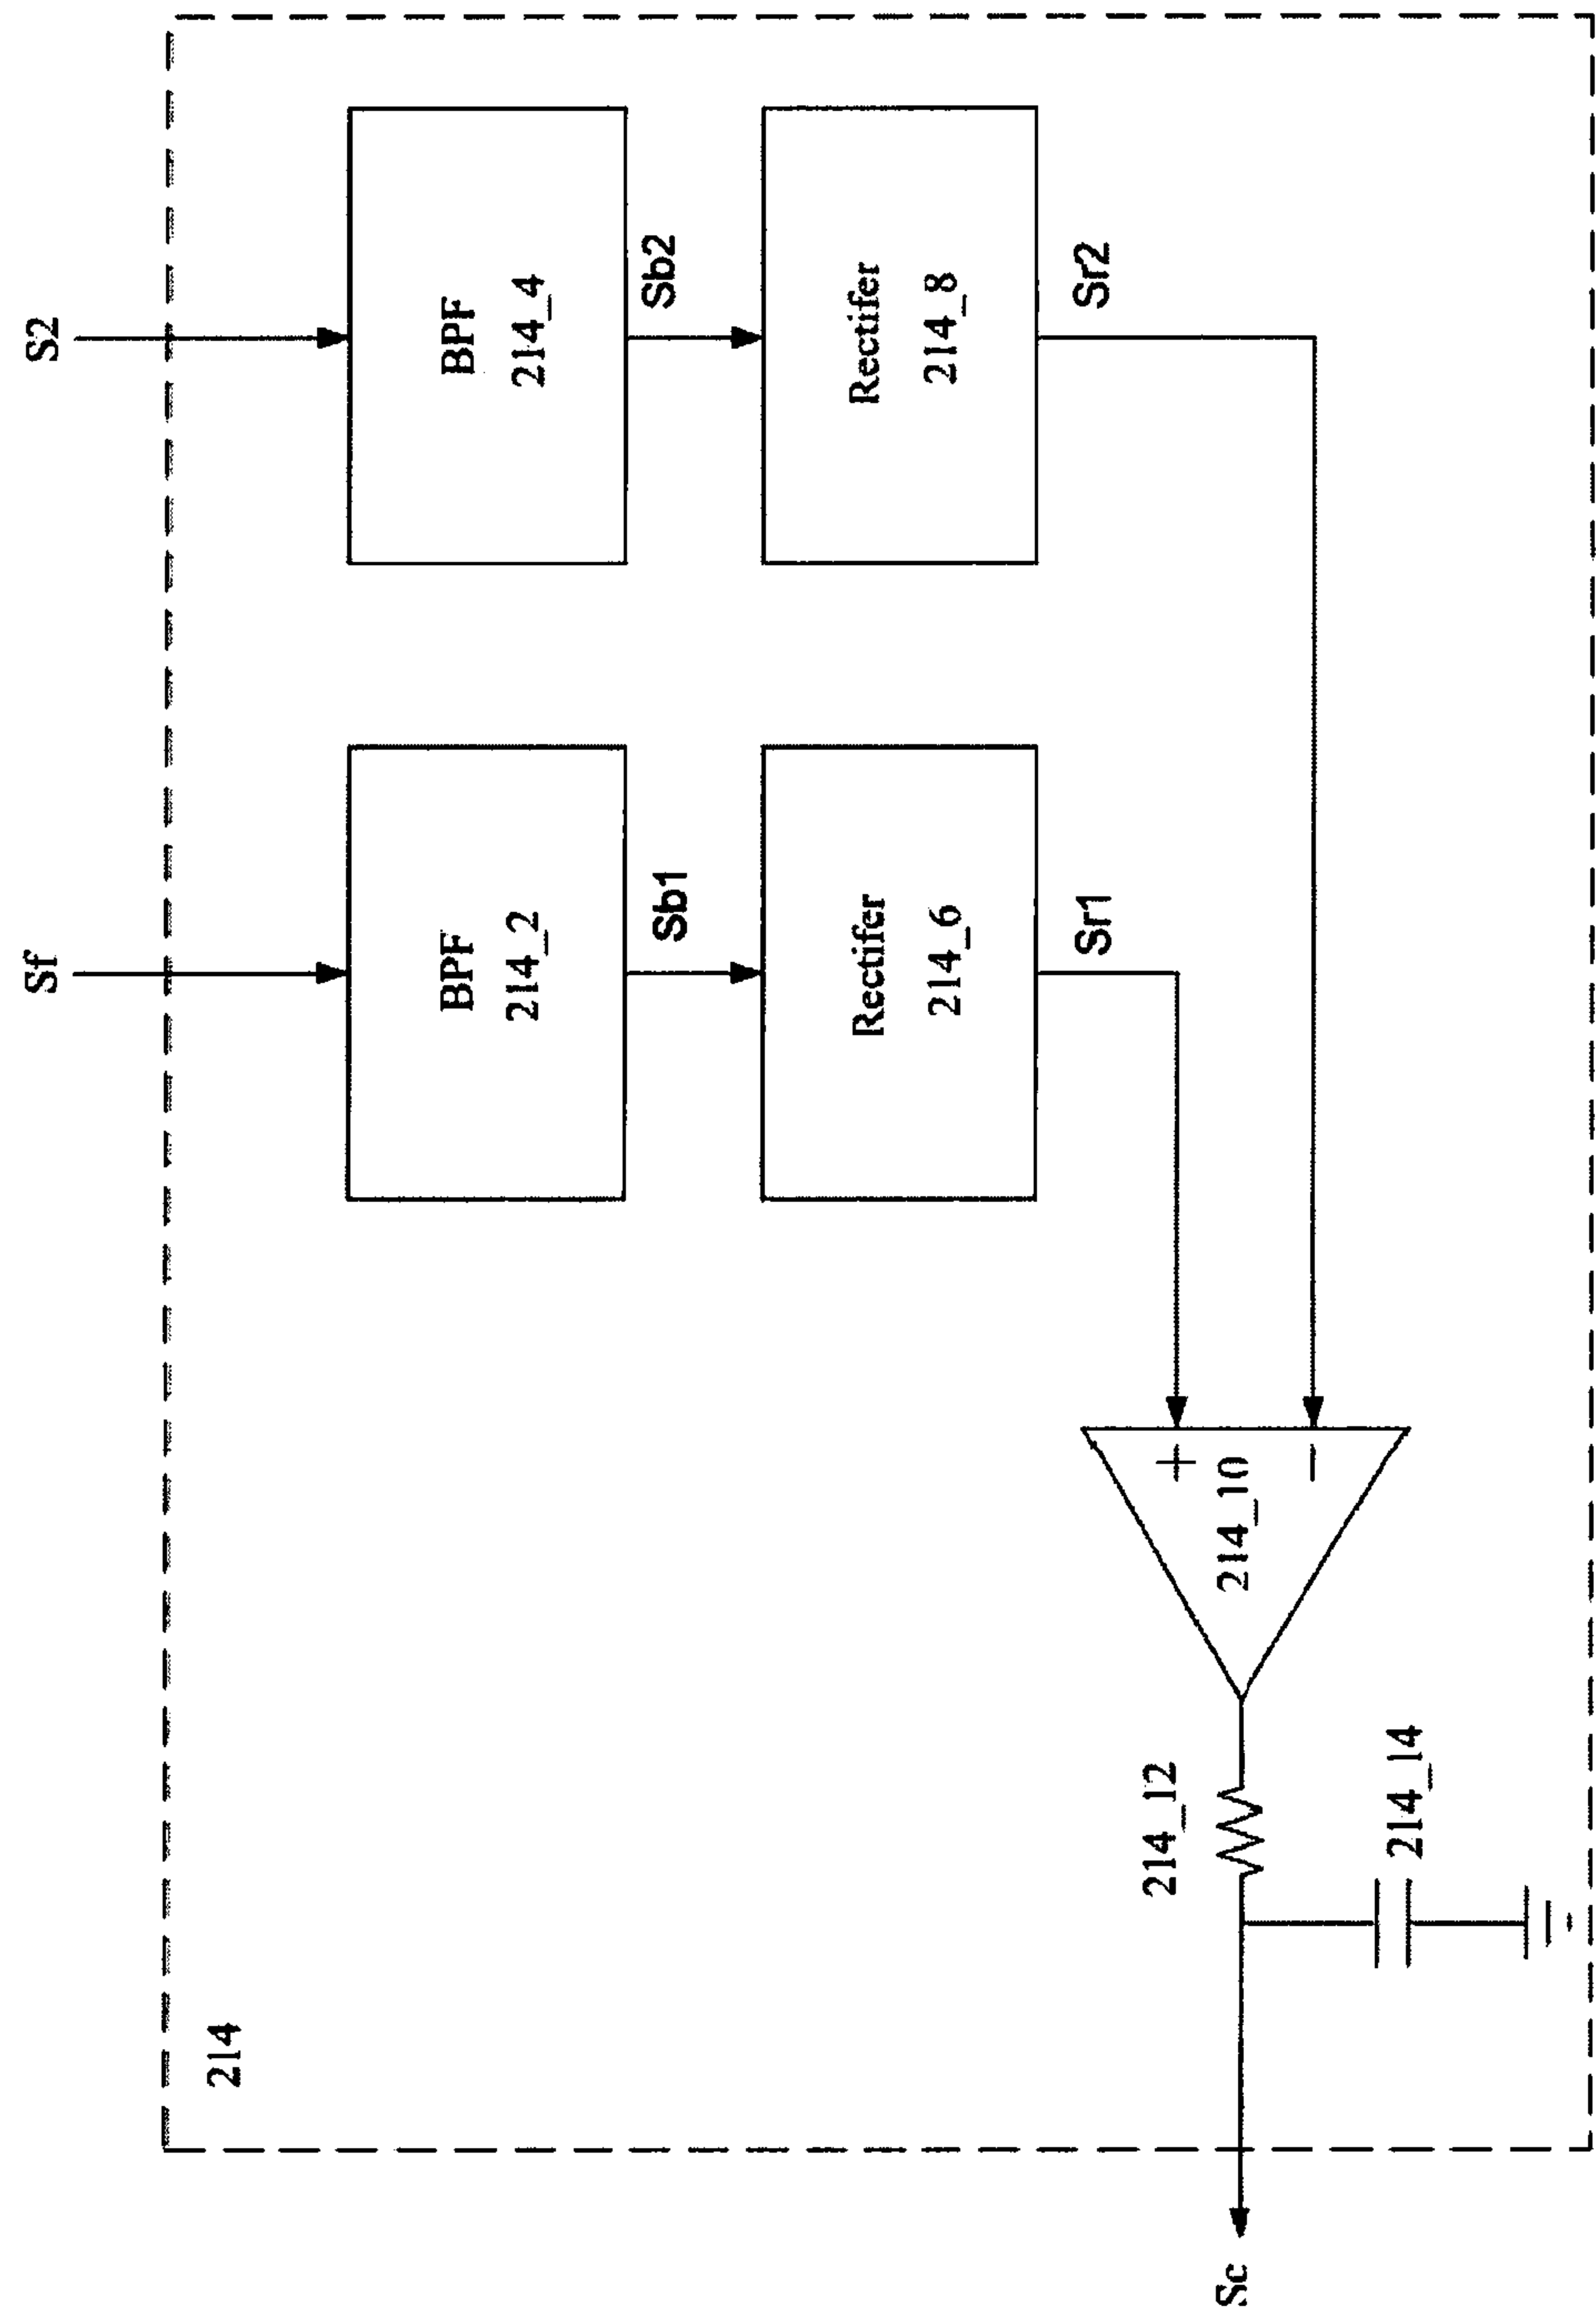 S2
Sf
BPF
214_4
BPF
214_2
Sb2
Sb1
Rectifer
214_8
Rectifer
214_6
Sr2
Sr1
+
214_10
−
214_12
214_14
214
Sc